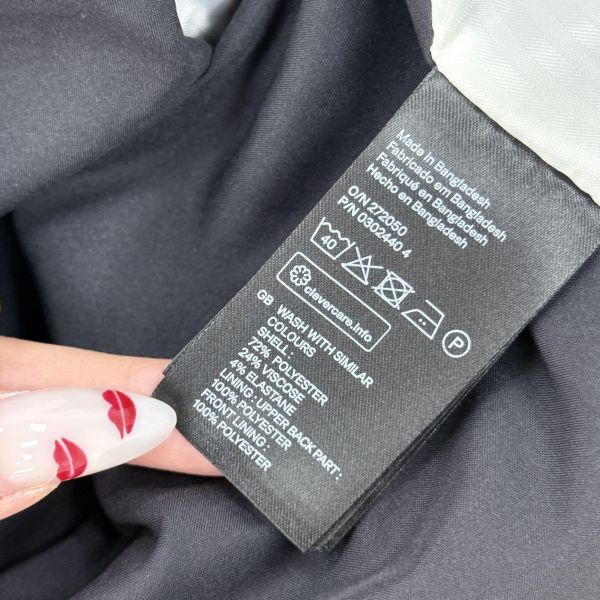 Made in Bangladesh
Fabricado em Bangladesh
Fabriqué en Bangladesh
Hecho en Bangladesh
O/N 272050
P/N 0302440 4
40
P
clevercare.info
GB WASH WITH SIMILAR
COLOURS
SHELL :
72% POLYESTER
24% VISCOSE
4% ELASTANE
LINING : UPPER BACK PART :
100% POLYESTER
FRONT LINING :
100% POLYESTER